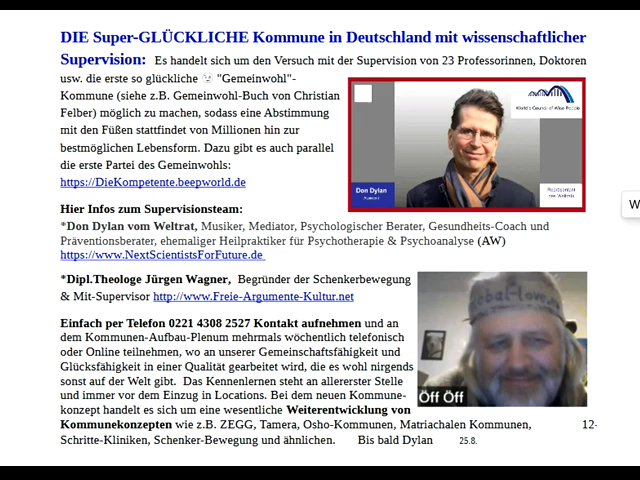 DIE Super-GLÜCKLICHE Kommune in Deutschland mit wissenschaftlicher
Supervision: Es handelt sich um den Versuch mit der Supervision von 23 Professorinnen, Doktoren
usw. die erste so glückliche "Gemeinwohl"-
Kommune (siehe z.B. Gemeinwohl-Buch von Christian
Felber) möglich zu machen, sodass eine Abstimmung
mit den Füßen stattfindet von Millionen hin zur
bestmöglichen Lebensform. Dazu gibt es auch parallel
die erste Partei des Gemeinwohls:
https://DieKompetente.beepworld.de
World's Council of Wise People
Don Dylan
Hier Infos zum Supervisionsteam:
*Don Dylan vom Weltrat, Musiker, Mediator, Psychologischer Berater, Gesundheits-Coach und
Präventionsberater, ehemaliger Heilpraktiker für Psychotherapie & Psychoanalyse (AW)
https://www.NextScientistsForFuture.de
*Dipl.Theologe Jürgen Wagner, Begründer der Schenkerbewegung
& Mit-Supervisor http://www.Freie-Argumente-Kultur.net
Einfach per Telefon 0221 4308 2527 Kontakt aufnehmen und an
dem Kommunen-Aufbau-Plenum mehrmals wöchentlich telefonisch
oder Online teilnehmen, wo an unserer Gemeinschaftsfähigkeit und
Glücksfähigkeit in einer Qualität gearbeitet wird, die es wohl nirgends
sonst auf der Welt gibt. Das Kennenlernen steht an allererster Stelle
und immer vor dem Einzug in Locations. Bei dem neuen Kommune-
konzept handelt es sich um eine wesentliche Weiterentwicklung von
Kommunekonzepten wie z.B. ZEGG, Tamera, Osho-Kommunen, Matriachalen Kommunen,
Schritte-Kliniken, Schenker-Bewegung und ähnlichen. Bis bald Dylan 25.8.
Öff Öff
12-
W